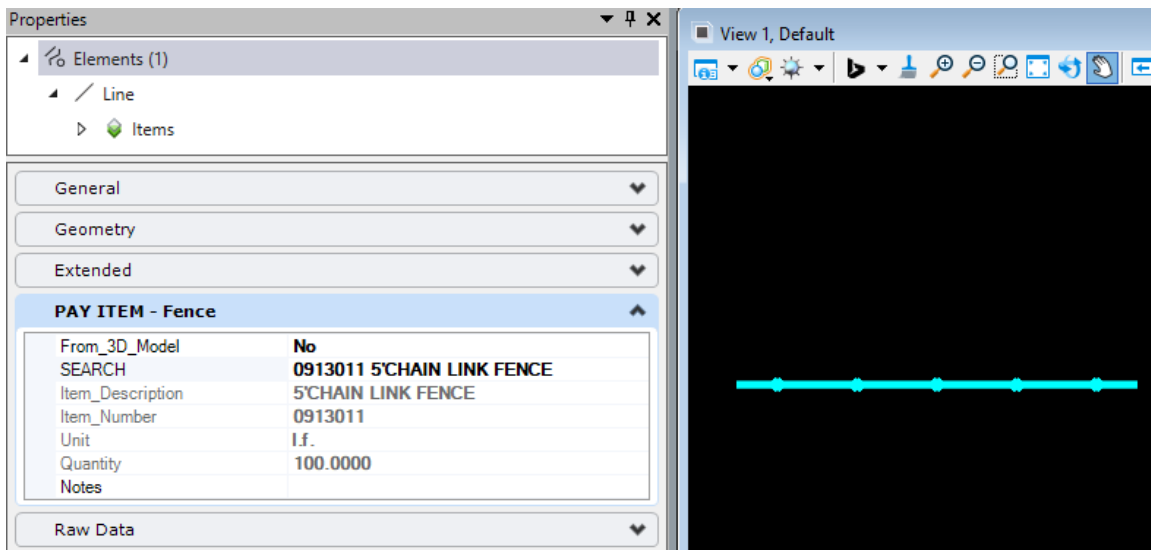 Properties
Elements (1)
Line
Items
General
Geometry
Extended
PAY ITEM - Fence
From_3D_Model No
SEARCH 0913011 5'CHAIN LINK FENCE
Item_Description 5'CHAIN LINK FENCE
Item_Number 0913011
Unit l.f.
Quantity 100.0000
Notes
Raw Data
View 1, Default